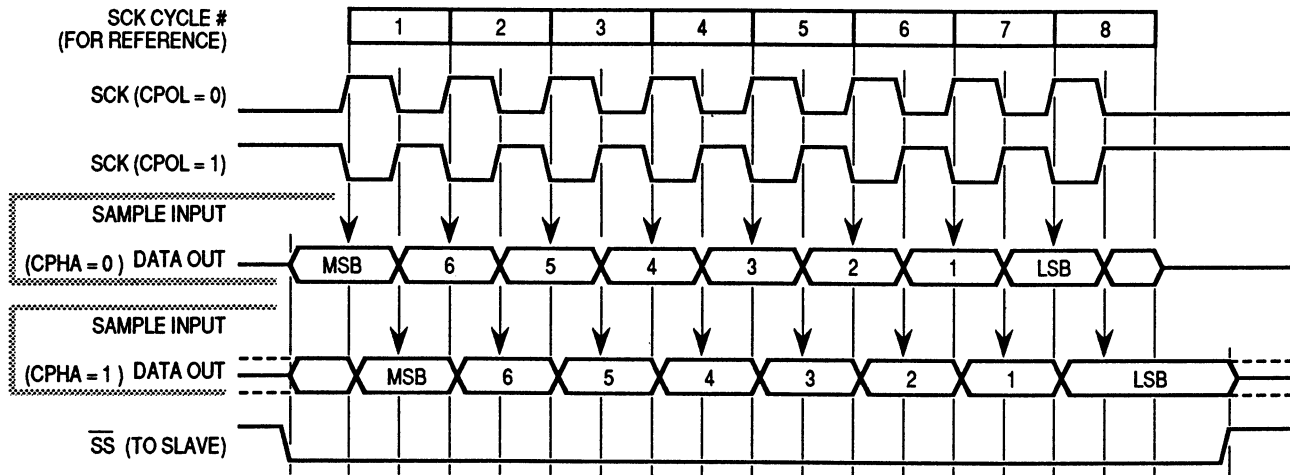 SCK CYCLE #
(FOR REFERENCE)
1 2 3 4 5 6 7 8
SCK (CPOL = 0)
SCK (CPOL = 1)
SAMPLE INPUT
(CPHA = 0) DATA OUT
MSB 6 5 4 3 2 1 LSB
SAMPLE INPUT
(CPHA = 1) DATA OUT
MSB 6 5 4 3 2 1 LSB
SS (TO SLAVE)